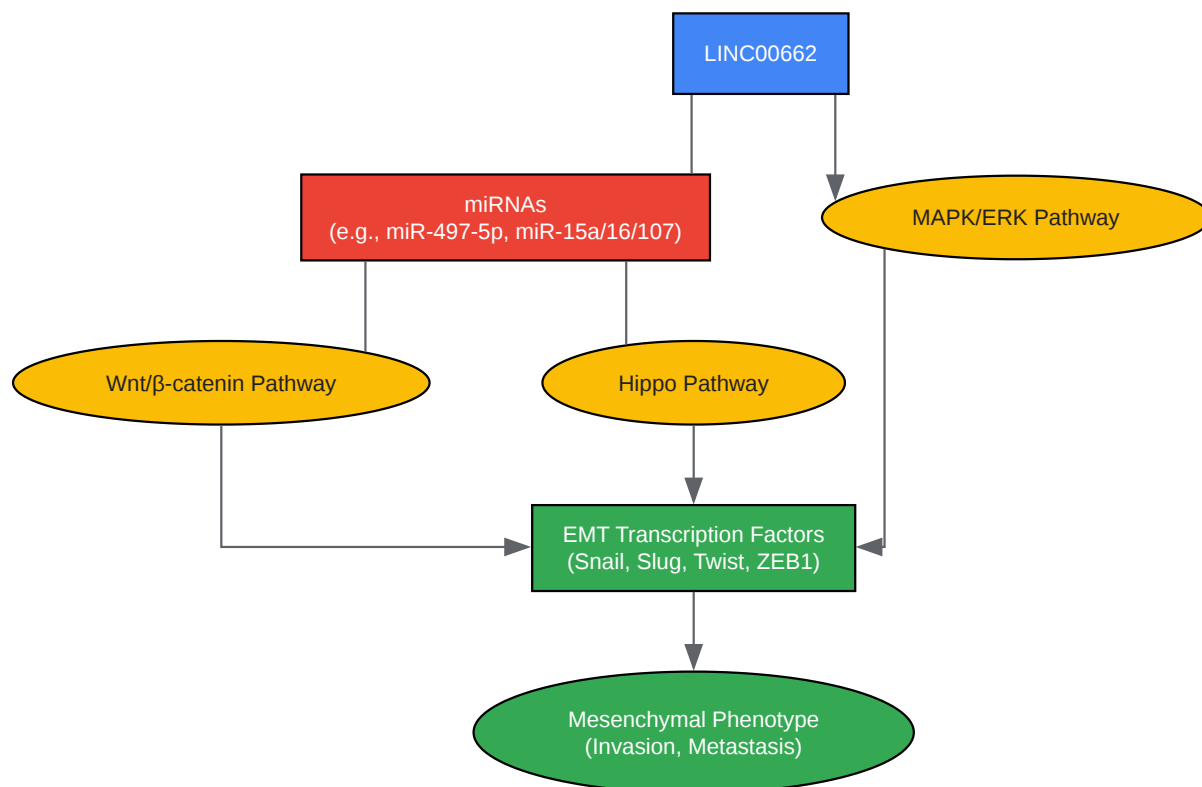 LINC00662
miRNAs
(e.g., miR-497-5p, miR-15a/16/107)
MAPK/ERK Pathway
Wnt/β-catenin Pathway
Hippo Pathway
EMT Transcription Factors
(Snail, Slug, Twist, ZEB1)
Mesenchymal Phenotype
(Invasion, Metastasis)